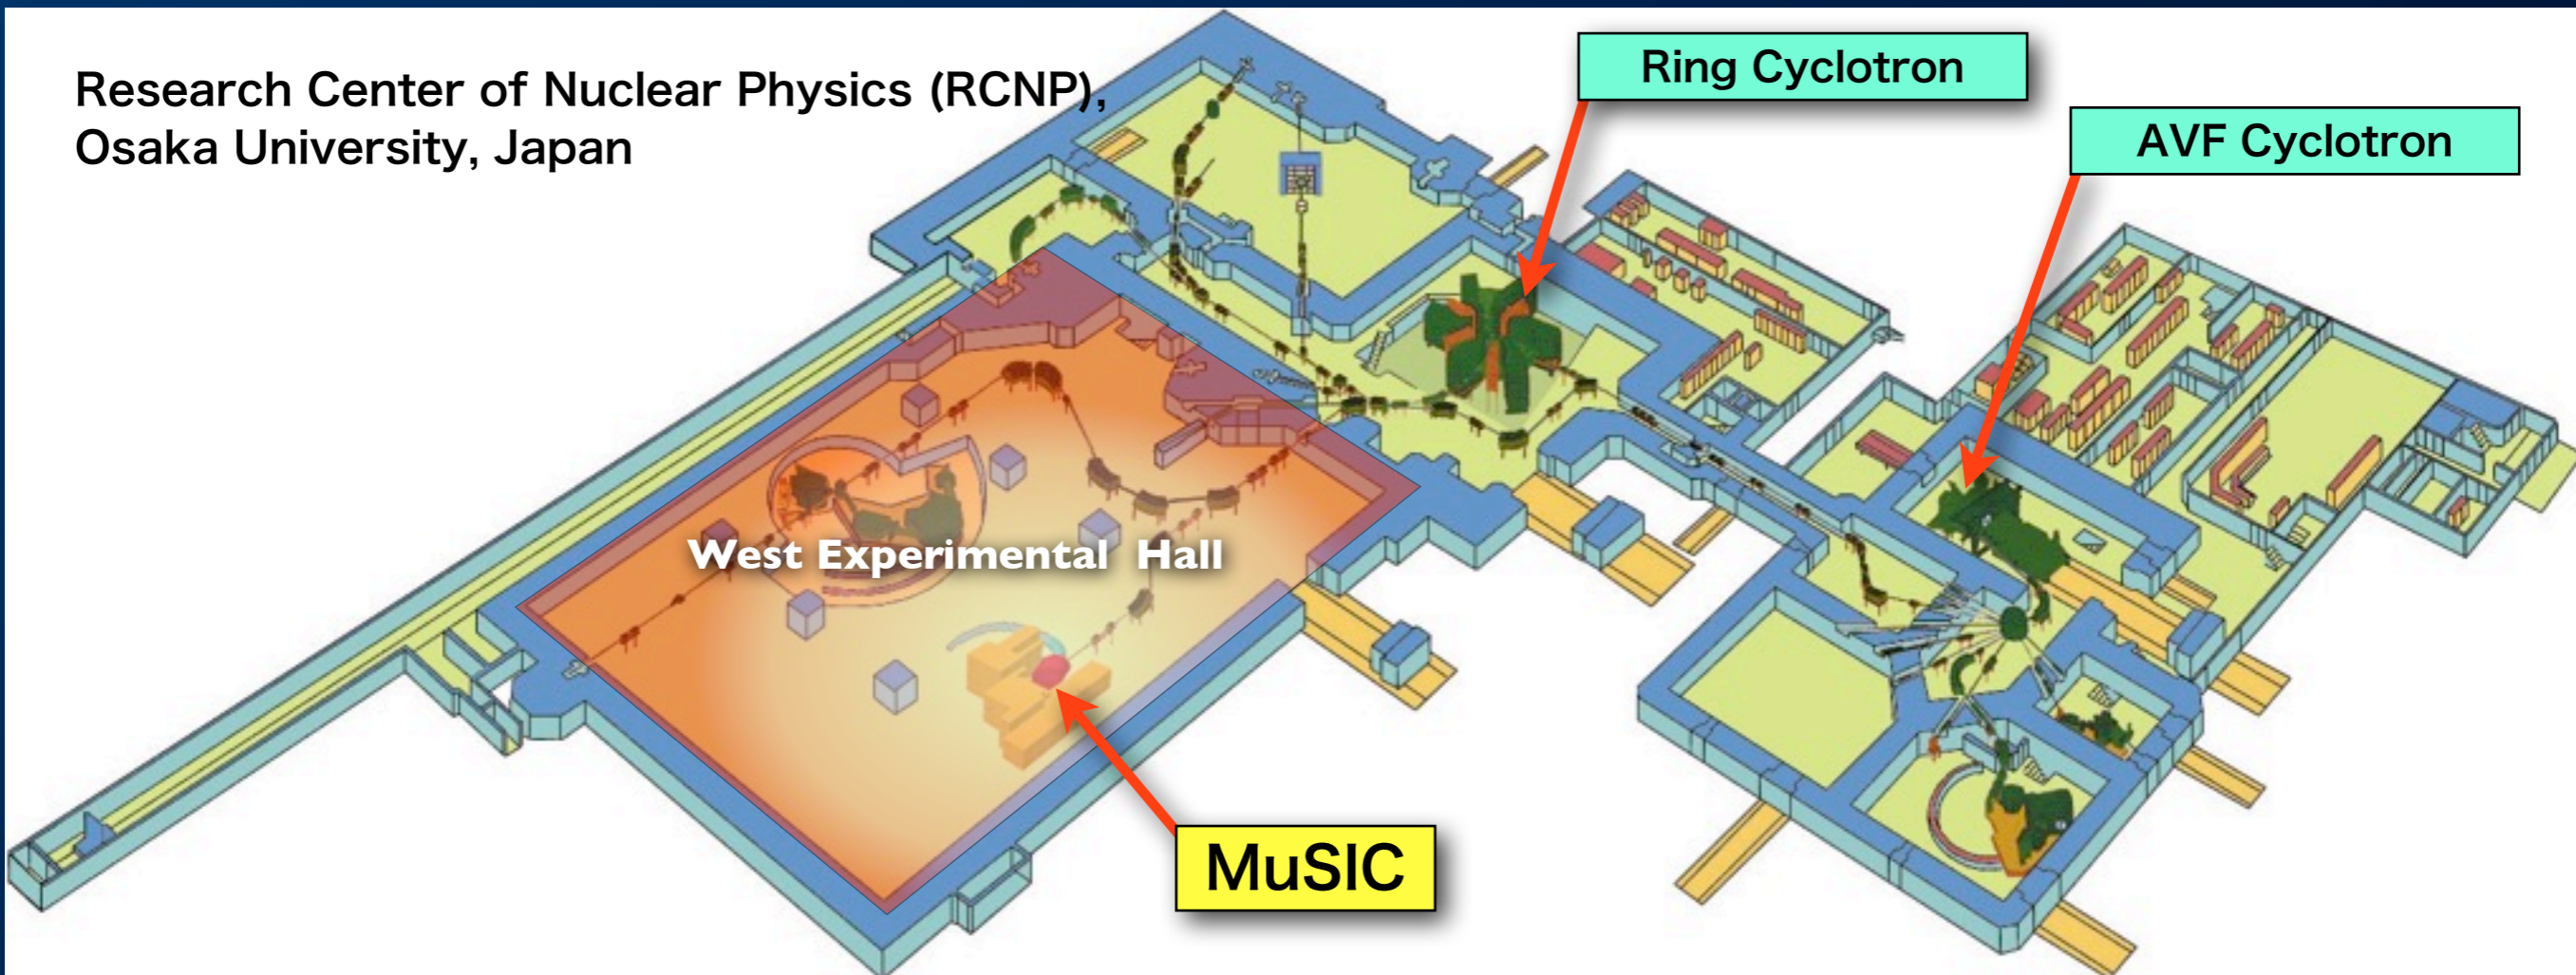 Research Center of Nuclear Physics (RCNP),
Osaka University, Japan
Ring Cyclotron
AVF Cyclotron
West Experimental Hall
MuSIC